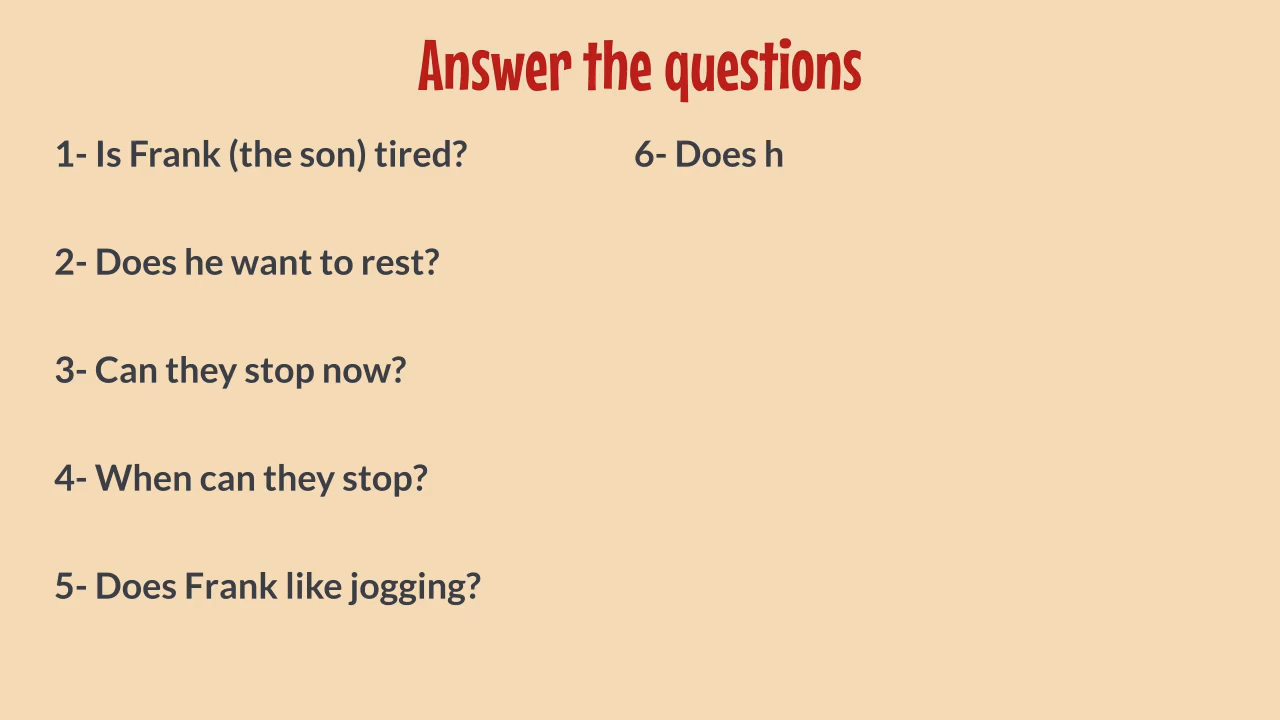 Answer the questions
1- Is Frank (the son) tired?
2- Does he want to rest?
3- Can they stop now?
4- When can they stop?
5- Does Frank like jogging?
6- Does h